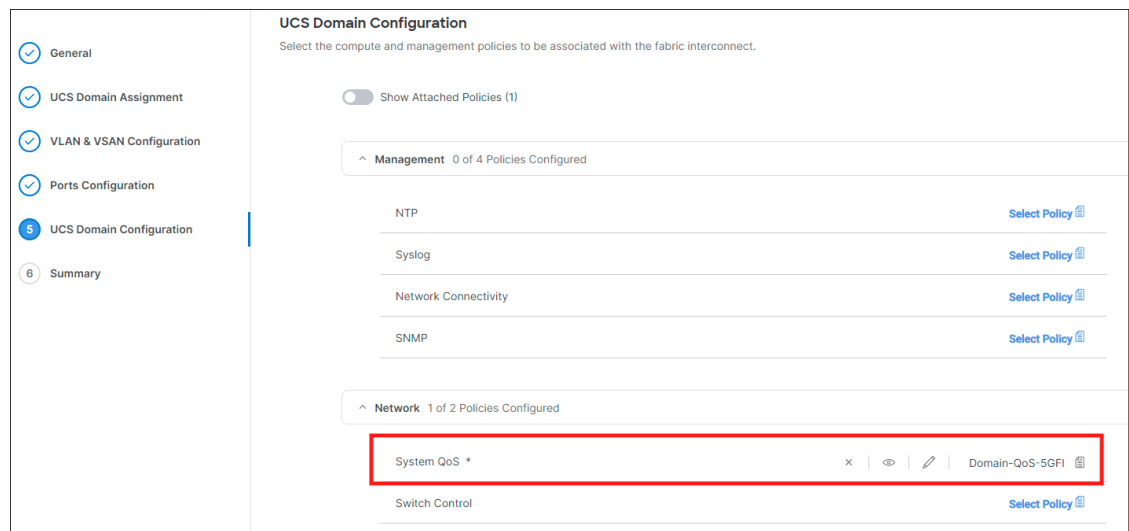 UCS Domain Configuration
Select the compute and management policies to be associated with the fabric interconnect.
General
UCS Domain Assignment
VLAN & VSAN Configuration
Ports Configuration
5 UCS Domain Configuration
6 Summary
Show Attached Policies (1)
Management 0 of 4 Policies Configured
NTP Select Policy
Syslog Select Policy
Network Connectivity Select Policy
SNMP Select Policy
Network 1 of 2 Policies Configured
System QoS * Domain-QoS-5GFI
Switch Control Select Policy